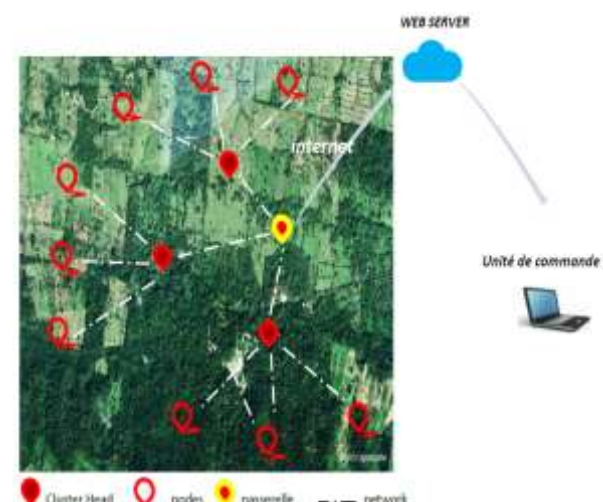 WEB SERVER
internet
Unité de commande
Cluster Head
nodes
passerelle
network